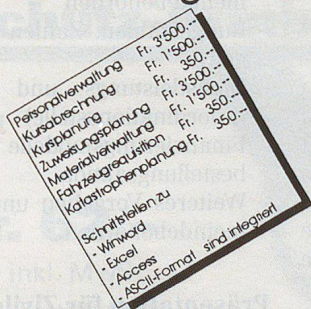 Personalverwaltung Fr. 3'500.--
Kursabrechnung Fr. 1'500.--
Kursplanung Fr. 350.--
Zuweisungsplanung Fr. 3'500.--
Materialverwaltung Fr. 1'500.--
Fahrzeugrequisition Fr. 350.--
Katastrophenplanung Fr. 350.--
Schnittstellen zu
- Winword
- Excel
- Access
- ASCII-Format sind integriert